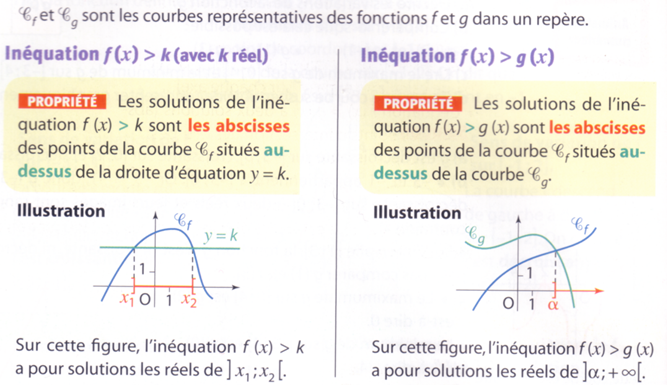 𝒞f et 𝒞g sont les courbes représentatives des fonctions f et g dans un repère.
Inéquation f (x) > k (avec k réel)
PROPRIÉTÉ Les solutions de l'iné-
quation f (x) > k sont les abscisses
des points de la courbe 𝒞f situés au-
dessus de la droite d'équation y = k.
Illustration
𝒞f
y = k
1
x1 O 1 x2
Sur cette figure, l'inéquation f (x) > k
a pour solutions les réels de ]x1 ; x2[.
Inéquation f (x) > g (x)
PROPRIÉTÉ Les solutions de l'iné-
quation f (x) > g (x) sont les abscisses
des points de la courbe 𝒞f situés au-
dessus de la courbe 𝒞g.
Illustration
𝒞g
𝒞f
1
O 1 α
Sur cette figure, l'inéquation f (x) > g (x)
a pour solutions les réels de ]α ; + ∞[.